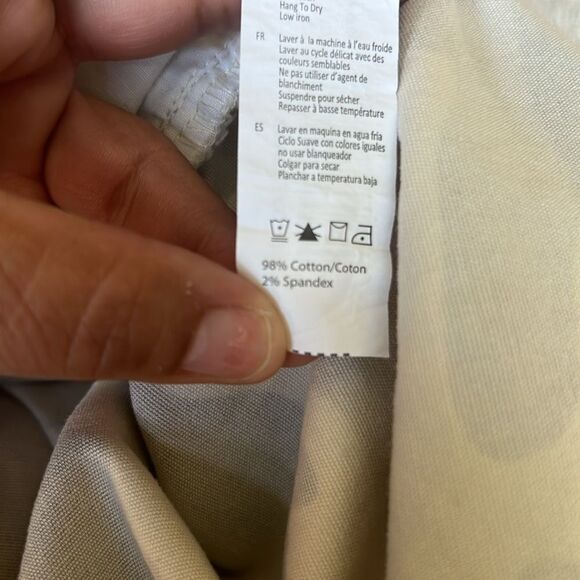 Hang To Dry
Low iron
FR Laver à la machine à l'eau froide
Laver au cycle délicat avec des
couleurs semblables
Ne pas utiliser d'agent de
blanchiment
Suspendre pour sécher
Repasser à basse température
ES Lavar en maquina en agua fría
Ciclo Suave con colores iguales
no usar blanqueador
Colgar para secar
Planchar a temperatura baja
98% Cotton/Coton
2% Spandex